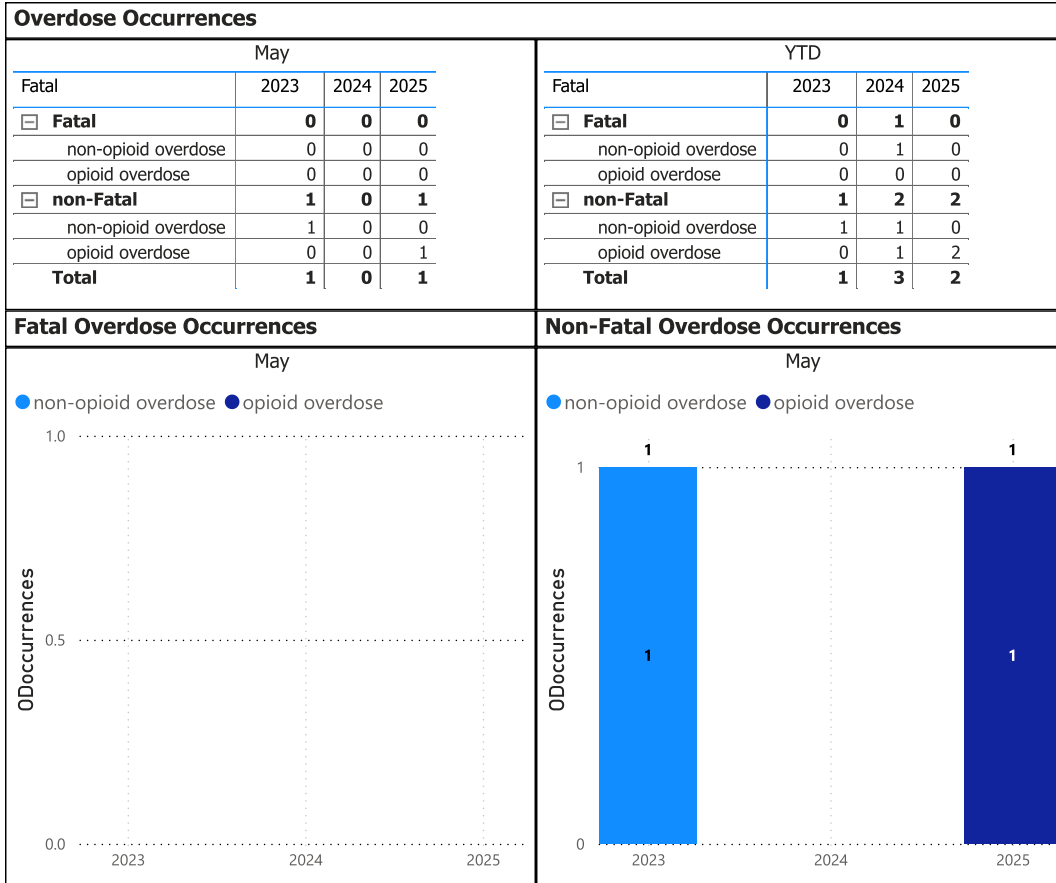 Overdose Occurrences
May
Fatal 2023 2024 2025
Fatal 0 0 0
non-opioid overdose 0 0 0
opioid overdose 0 0 0
non-Fatal 1 0 1
non-opioid overdose 1 0 0
opioid overdose 0 0 1
Total 1 0 1
YTD
Fatal 2023 2024 2025
Fatal 0 1 0
non-opioid overdose 0 1 0
opioid overdose 0 0 0
non-Fatal 1 2 2
non-opioid overdose 1 1 0
opioid overdose 0 1 2
Total 1 3 2
Fatal Overdose Occurrences
May
non-opioid overdose opioid overdose
1.0
0.5
0.0
ODoccurrences
2023 2024 2025
Non-Fatal Overdose Occurrences
May
non-opioid overdose opioid overdose
1 1
1
1 1
0
ODoccurrences
2023 2024 2025